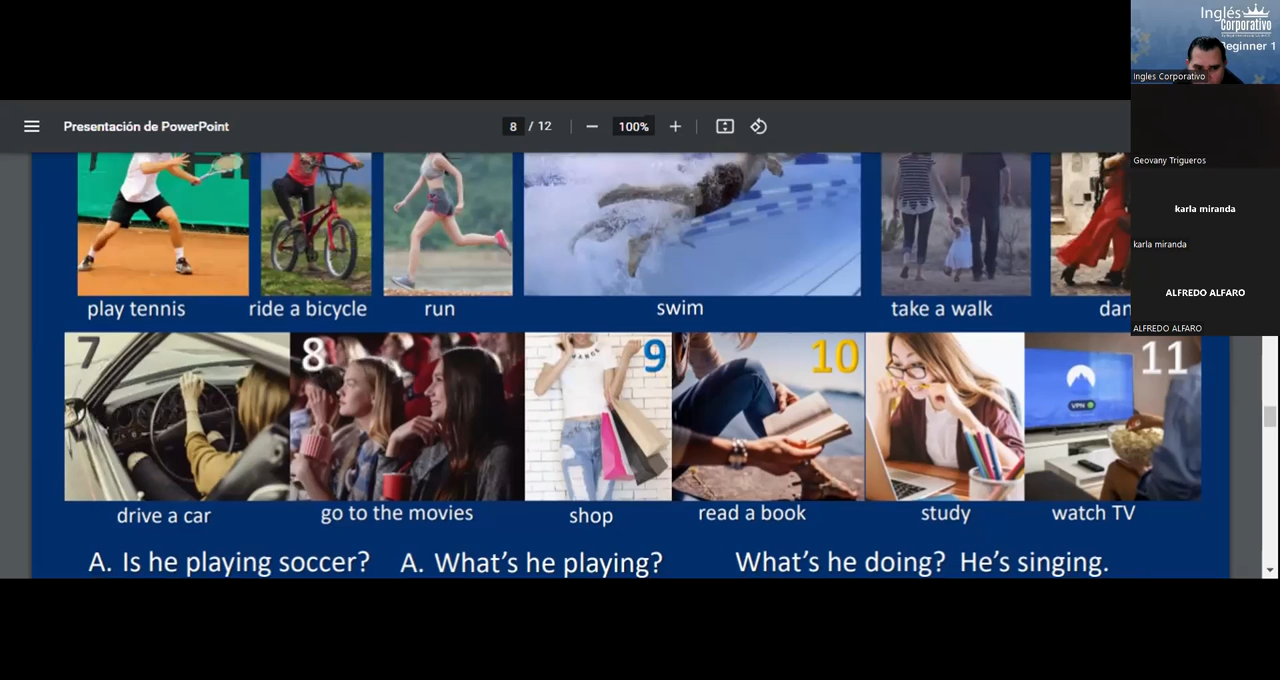 Inglés
Corporativo
Beginner 1
Ingles Corporativo
Presentación de PowerPoint
8 / 12
100%
Geovany Trigueros
karla miranda
karla miranda
ALFREDO ALFARO
ALFREDO ALFARO
play tennis
ride a bicycle
run
swim
take a walk
dan
7
8
9
10
11
VPN
drive a car
go to the movies
shop
read a book
study
watch TV
A. Is he playing soccer?
A. What's he playing?
What's he doing? He's singing.